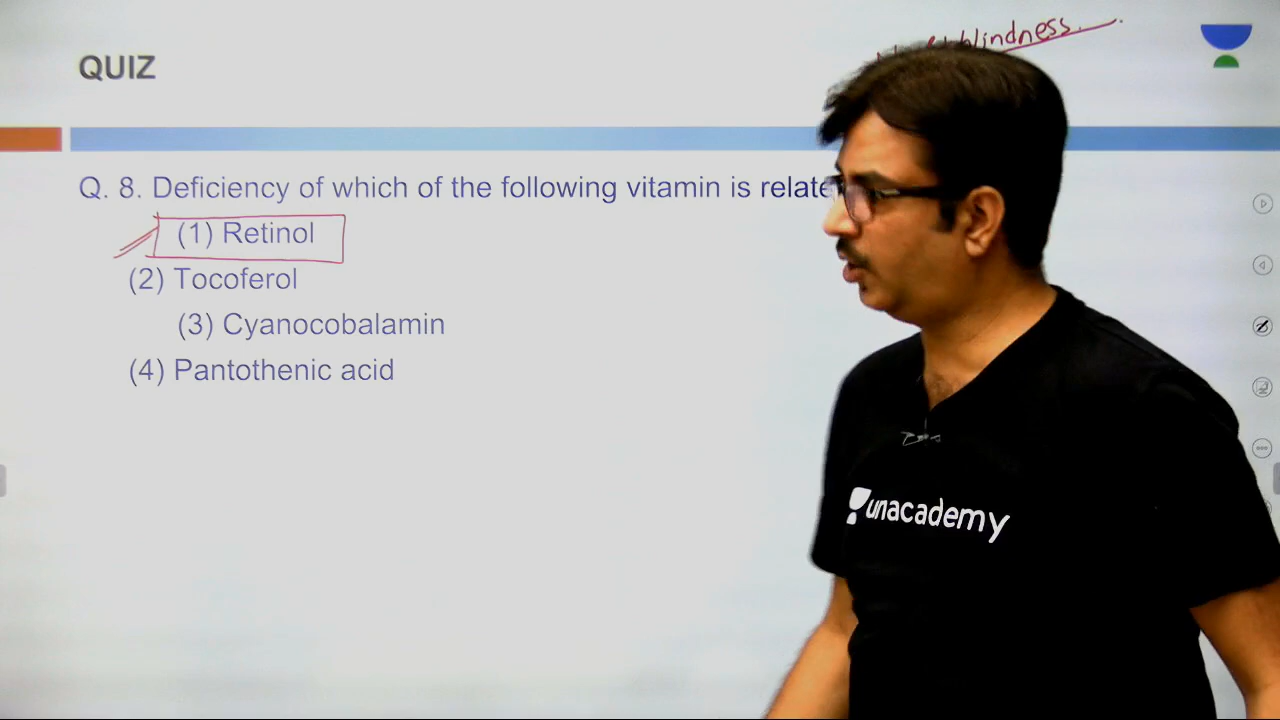 blindness.
QUIZ
Q. 8. Deficiency of which of the following vitamin is relate
(1) Retinol
(2) Tocoferol
(3) Cyanocobalamin
(4) Pantothenic acid
unacademy